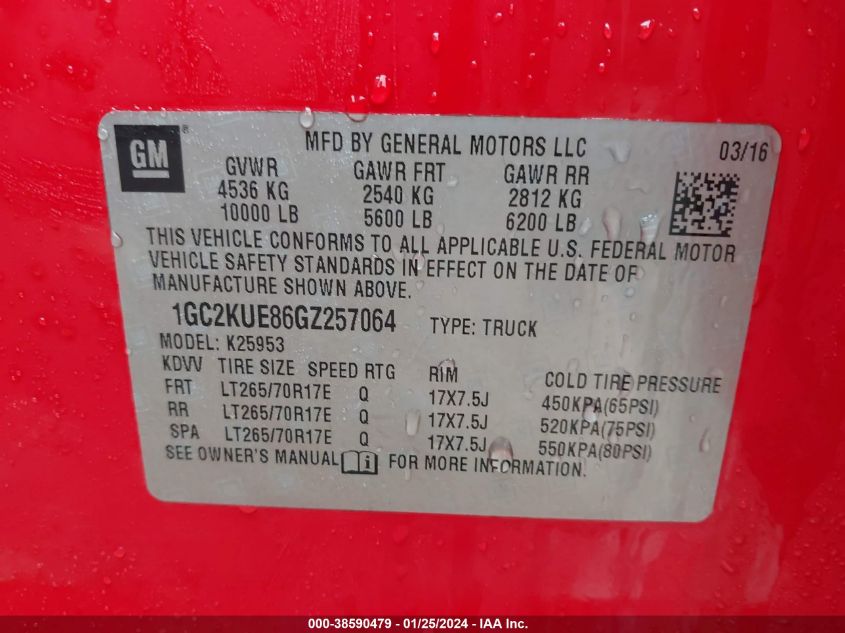 GM ®
MFD BY GENERAL MOTORS LLC 03/16
GVWR GAWR FRT GAWR RR
4536 KG 2540 KG 2812 KG
10000 LB 5600 LB 6200 LB
THIS VEHICLE CONFORMS TO ALL APPLICABLE U.S. FEDERAL MOTOR
VEHICLE SAFETY STANDARDS IN EFFECT ON THE DATE OF
MANUFACTURE SHOWN ABOVE.
1GC2KUE86GZ257064 TYPE: TRUCK
MODEL: K25953
KDVV TIRE SIZE SPEED RTG RIM COLD TIRE PRESSURE
FRT LT265/70R17E Q 17X7.5J 450KPA(65PSI)
RR LT265/70R17E Q 17X7.5J 520KPA(75PSI)
SPA LT265/70R17E Q 17X7.5J 550KPA(80PSI)
SEE OWNER'S MANUAL i FOR MORE INFORMATION.
000-38590479 - 01/25/2024 - IAA Inc.